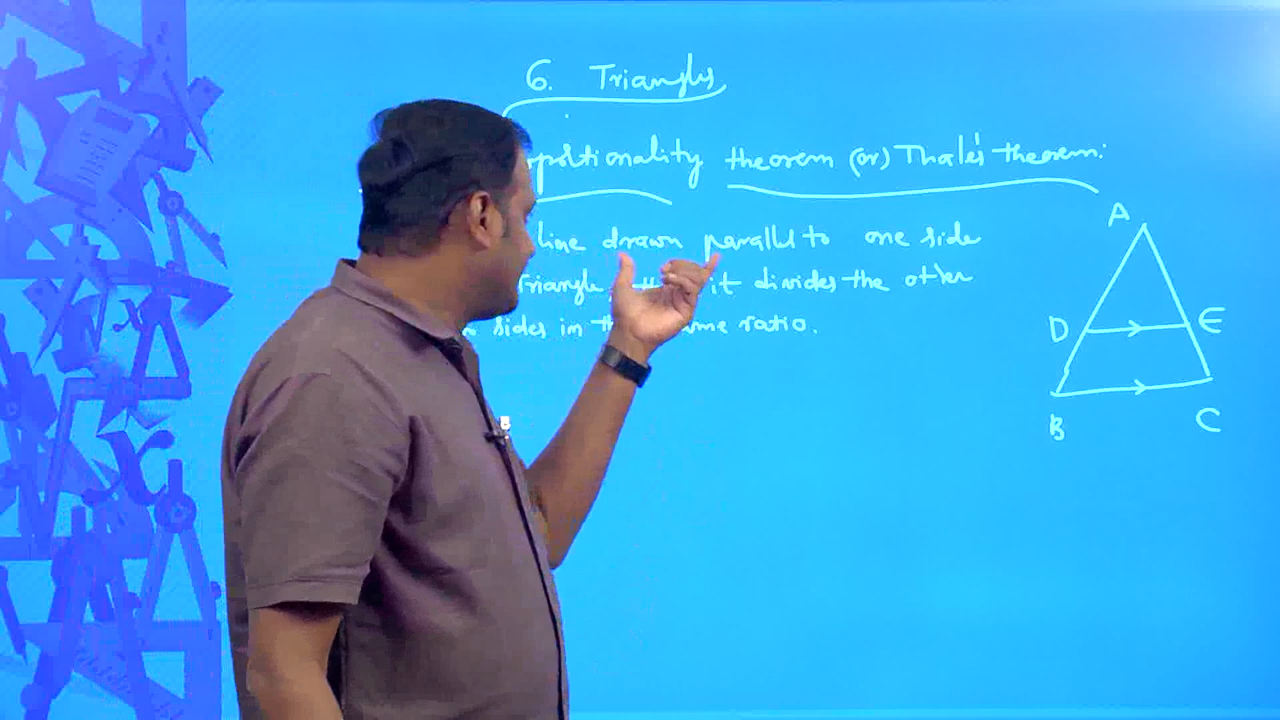 6. Triangles
theorem (or) Thale's theorem:
line drawn parallel to one side
Triangle, it divides the other
sides in ratio.
A
D E
B C